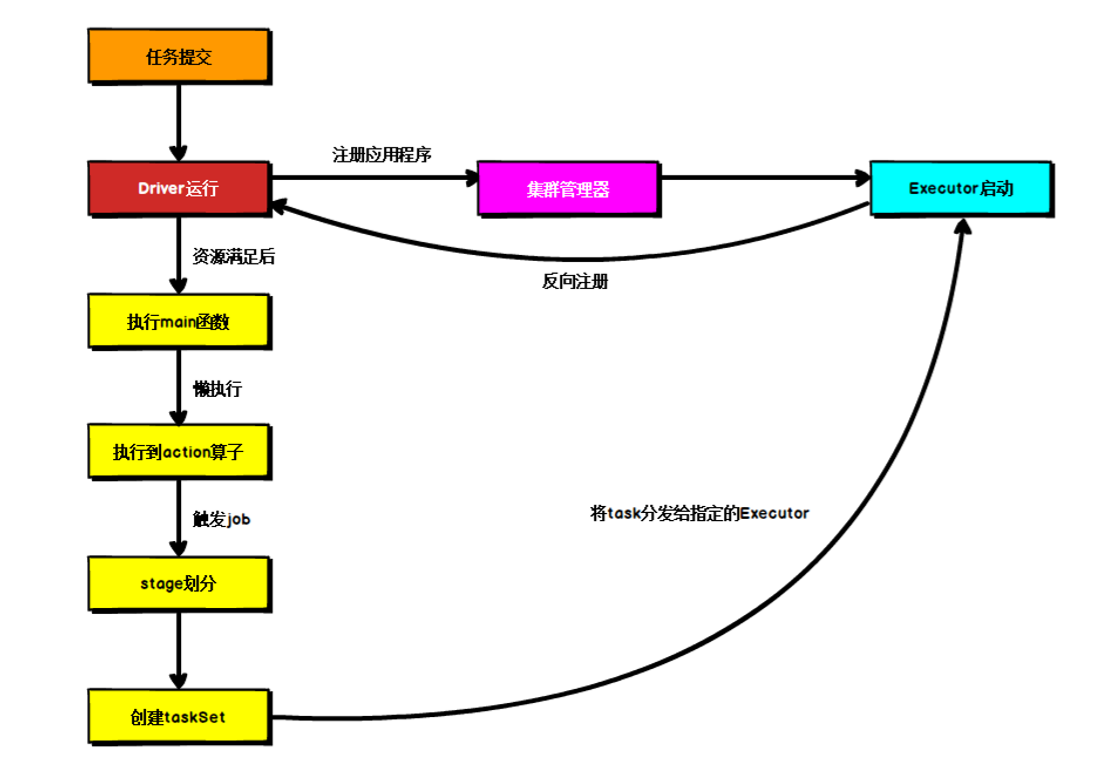 任务提交
注册应用程序
Driver运行
集群管理器
Executor启动
资源满足后
反向注册
执行main函数
懒执行
执行到action算子
触发job
将task分发给指定的Executor
stage划分
创建taskSet